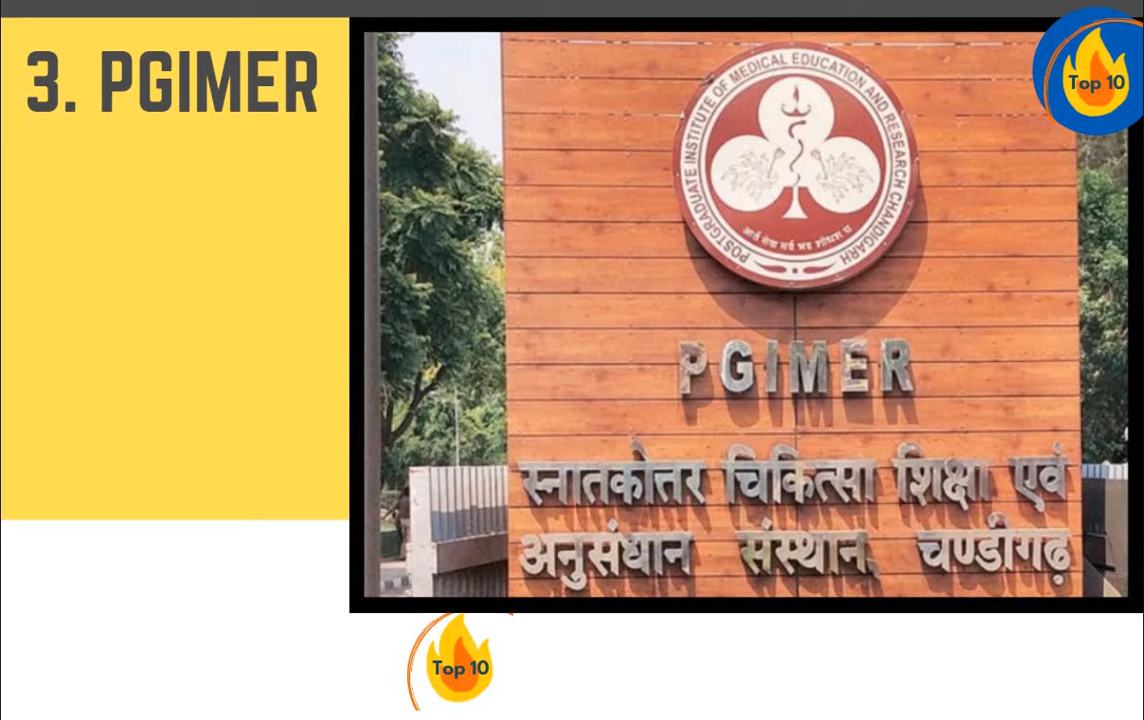 3. PGIMER
Top 10
POSTGRADUATE INSTITUTE OF MEDICAL EDUCATION AND RESEARCH CHANDIGARH
PGIMER
स्नातकोत्तर चिकित्सा शिक्षा एवं
अनुसंधान संस्थान, चण्डीगढ़
Top 10